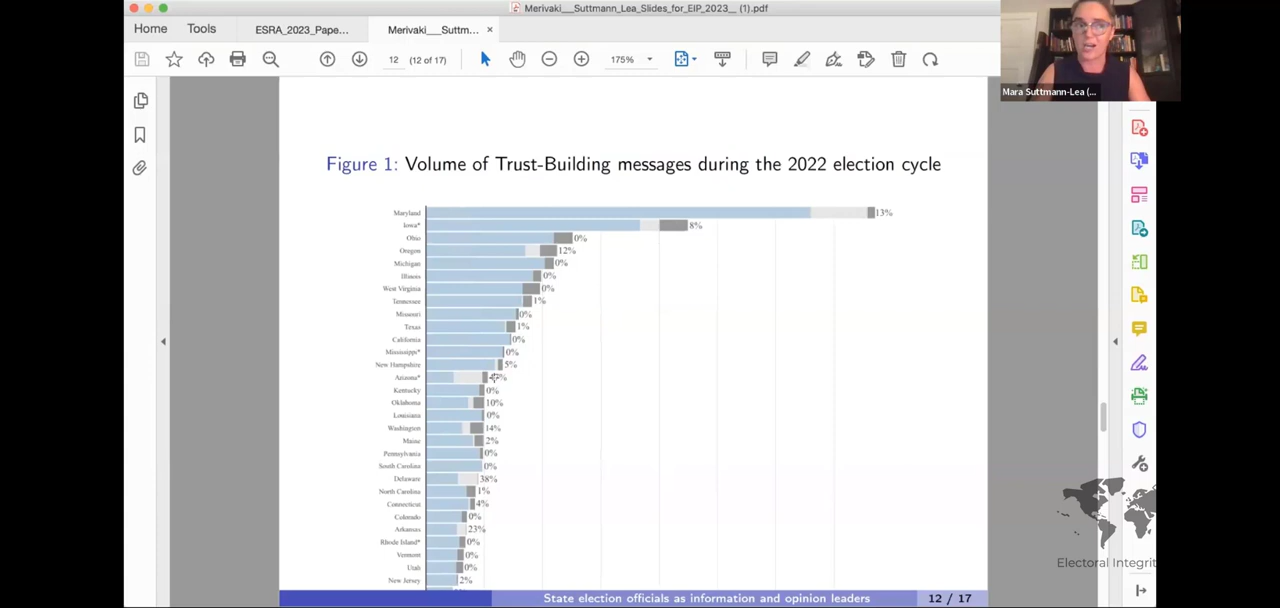 Merivaki___Suttmann_Lea_Slides_for_EIP_2023__ (1).pdf
Home Tools ESRA_2023_Pape... Merivaki___Suttm... ×
12 (12 of 17) 175%
Mara Suttmann-Lea (...
Figure 1: Volume of Trust-Building messages during the 2022 election cycle
Maryland 13%
Iowa* 8%
Ohio 0%
Oregon 12%
Michigan 0%
Illinois 0%
West Virginia 0%
Tennessee 1%
Missouri 0%
Texas 1%
California 0%
Mississippi* 0%
New Hampshire 5%
Arizona*
Kentucky 0%
Oklahoma 10%
Louisiana 0%
Washington 14%
Maine 2%
Pennsylvania 0%
South Carolina 0%
Delaware 38%
North Carolina 1%
Connecticut 4%
Colorado 0%
Arkansas 23%
Rhode Island* 0%
Vermont 0%
Utah 0%
New Jersey 2%
Electoral Integrit
State election officials as information and opinion leaders 12 / 17